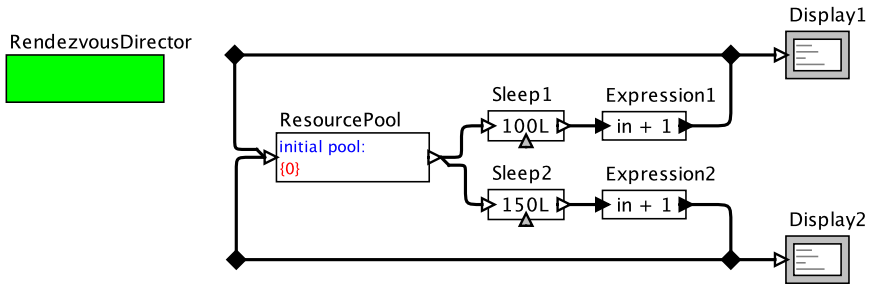 Display1
RendezvousDirector
Sleep1
Expression1
ResourcePool
100L
in + 1
initial pool:
{0}
Sleep2
Expression2
150L
in + 1
Display2